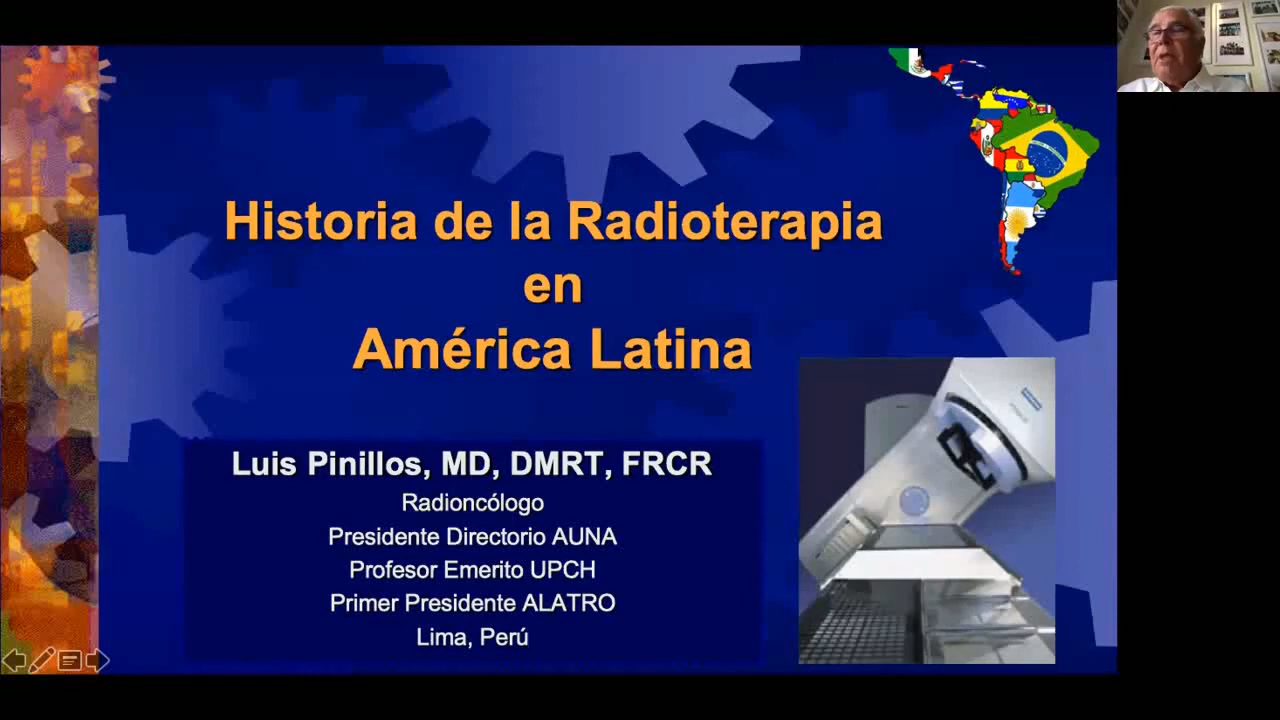 Historia de la Radioterapia
en
América Latina
Luis Pinillos, MD, DMRT, FRCR
Radioncólogo
Presidente Directorio AUNA
Profesor Emerito UPCH
Primer Presidente ALATRO
Lima, Perú